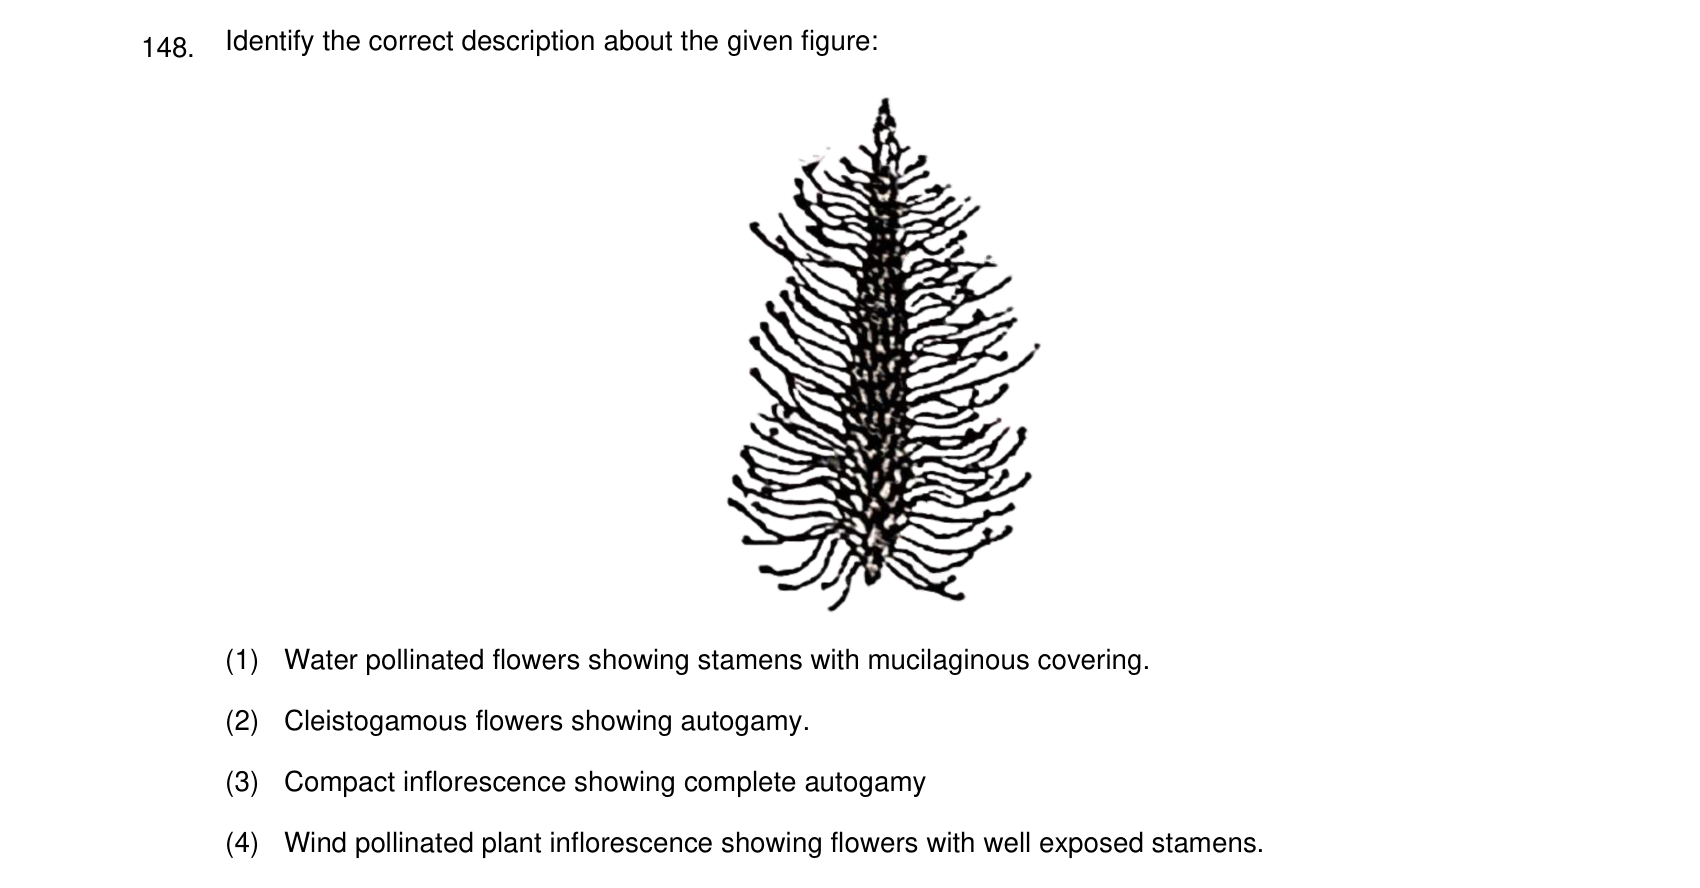 148. Identify the correct description about the given figure:
(1) Water pollinated flowers showing stamens with mucilaginous covering.
(2) Cleistogamous flowers showing autogamy.
(3) Compact inflorescence showing complete autogamy
(4) Wind pollinated plant inflorescence showing flowers with well exposed stamens.